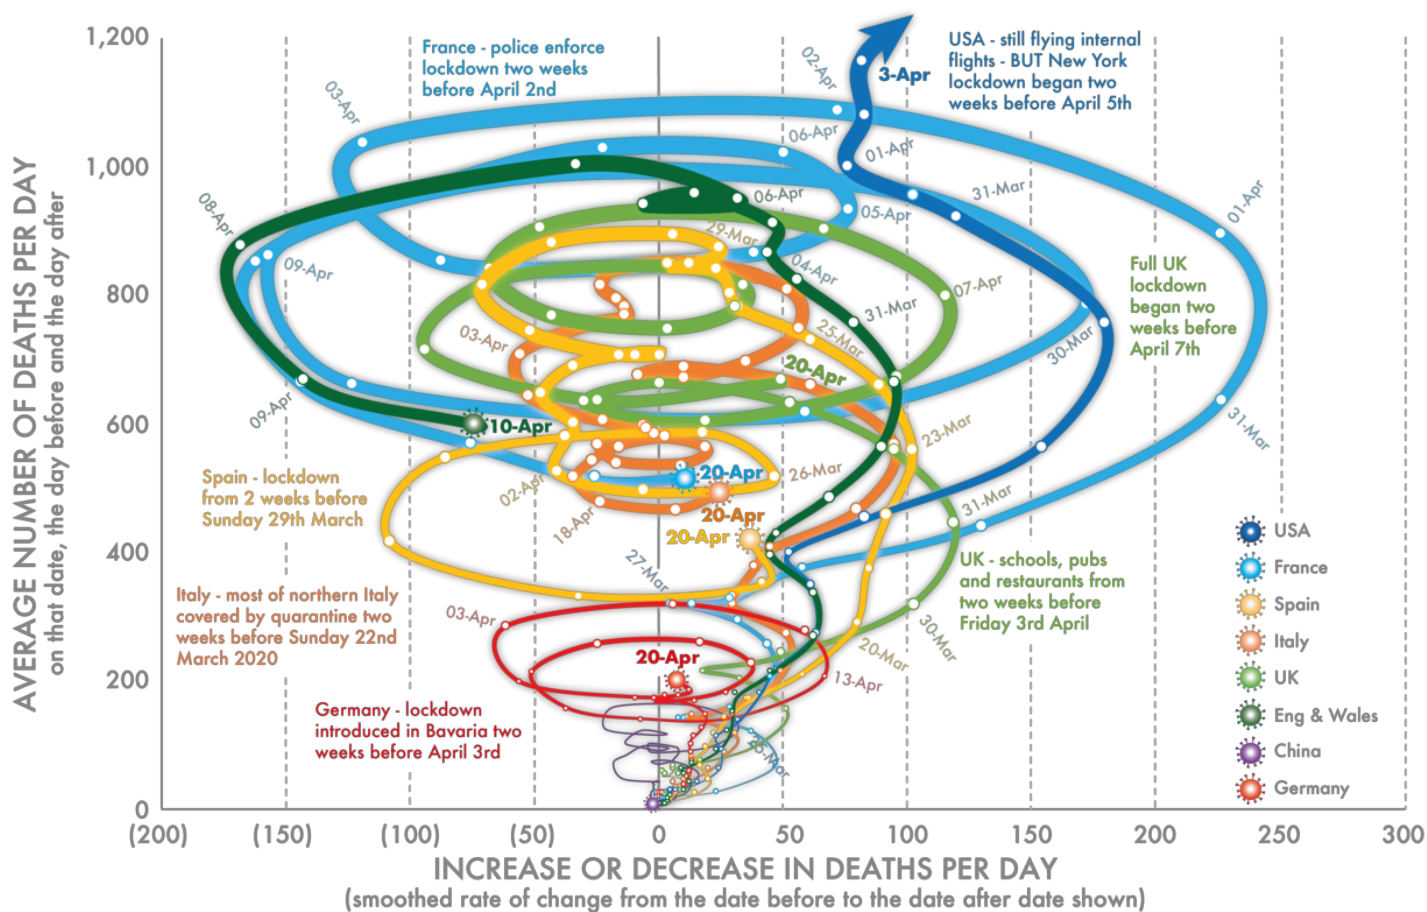 AVERAGE NUMBER OF DEATHS PER DAY
on that date, the day before and the day after
1,200
1,000
800
600
400
200
0
(200)
(150)
(100)
(50)
0
50
100
150
200
250
300
INCREASE OR DECREASE IN DEATHS PER DAY
(smoothed rate of change from the date before to the date after date shown)
France - police enforce
lockdown two weeks
before April 2nd
USA - still flying internal
flights - BUT New York
lockdown began two
weeks before April 5th
3-Apr
02-Apr
03-Apr
06-Apr
01-Apr
31-Mar
01-Apr
08-Apr
06-Apr
05-Apr
29-Mar
09-Apr
04-Apr
07-Apr
Full UK
lockdown
began two
weeks before
April 7th
31-Mar
03-Apr
25-Mar
30-Mar
20-Apr
09-Apr
10-Apr
23-Mar
31-Mar
Spain - lockdown
from 2 weeks before
Sunday 29th March
02-Apr
20-Apr
26-Mar
31-Mar
18-Apr
20-Apr
20-Apr
27-Mar
UK - schools, pubs
and restaurants from
two weeks before
Friday 3rd April
Italy - most of northern Italy
covered by quarantine two
weeks before Sunday 22nd
March 2020
03-Apr
30-Mar
20-Mar
20-Apr
13-Apr
Germany - lockdown
introduced in Bavaria two
weeks before April 3rd
USA
France
Spain
Italy
UK
Eng & Wales
China
Germany